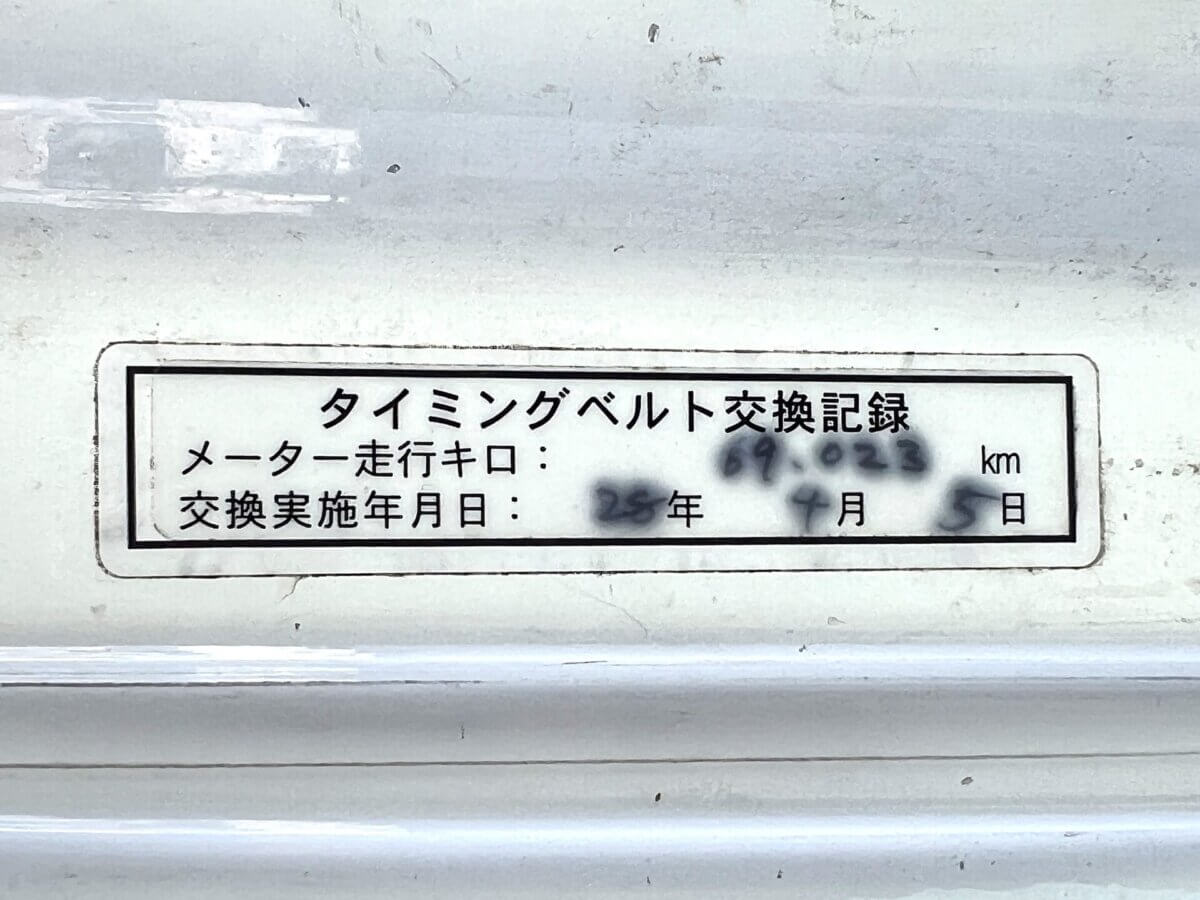 タイミングベルト交換記録
メーター走行キロ: 69.023 km
交換実施年月日: 28年 4月 5日